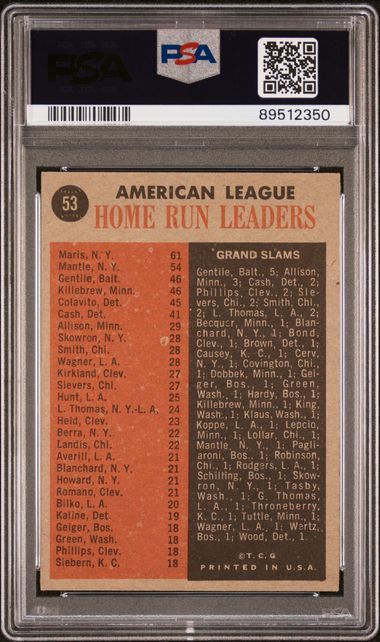 PSA
PSA
89512350
53
AMERICAN LEAGUE
HOME RUN LEADERS
Maris, N. Y. 61
Mantle, N. Y. 54
Gentile, Balt. 46
Killebrew, Minn. 46
Colavito, Det. 45
Cash, Det. 41
Allison, Minn. 29
Skowron, N. Y. 28
Smith, Chi. 28
Wagner, L. A. 28
Kirkland, Clev. 27
Sievers, Chi. 27
Hunt, L. A. 25
L. Thomas, N. Y.-L. A. 24
Held, Clev. 23
Berra, N. Y. 22
Landis, Chi. 22
Averill, L. A. 21
Blanchard, N. Y. 21
Howard, N. Y. 21
Romano, Clev. 21
Bilko, L. A. 20
Kaline, Det. 19
Geiger, Bos. 18
Green, Wash. 18
Phillips, Clev. 18
Siebern, K. C. 18
GRAND SLAMS
Gentile, Balt., 5; Allison,
Minn., 3; Cash, Det., 2;
Phillips, Clev., 2; Sie-
vers, Chi., 2; Smith, Chi.,
2; L. Thomas, L. A., 2;
Becquer, Minn., 1; Blan-
chard, N. Y., 1; Bond,
Clev., 1; Brown, Det., 1;
Causey, K. C., 1; Cerv,
N. Y., 1; Covington, Chi.,
1; Dobbek, Minn., 1; Gei-
ger, Bos., 1; Green,
Wash., 1; Hardy, Bos., 1;
Killebrew, Minn., 1; King,
Wash., 1; Klaus, Wash., 1;
Koppe, L. A., 1; Lepcio,
Minn., 1; Lollar, Chi., 1;
Mantle, N. Y., 1; Pagli-
aroni, Bos., 1; Robinson,
Chi., 1; Rodgers, L. A., 1;
Schilling, Bos., 1; Skow-
ron, N. Y., 1; Tasby,
Wash., 1; G. Thomas,
L. A., 1; Throneberry,
K. C., 1; Tuttle, Minn., 1;
Wagner, L. A., 1; Wertz,
Bos., 1; Wood, Det., 1.
© T. C. G
PRINTED IN U.S.A.